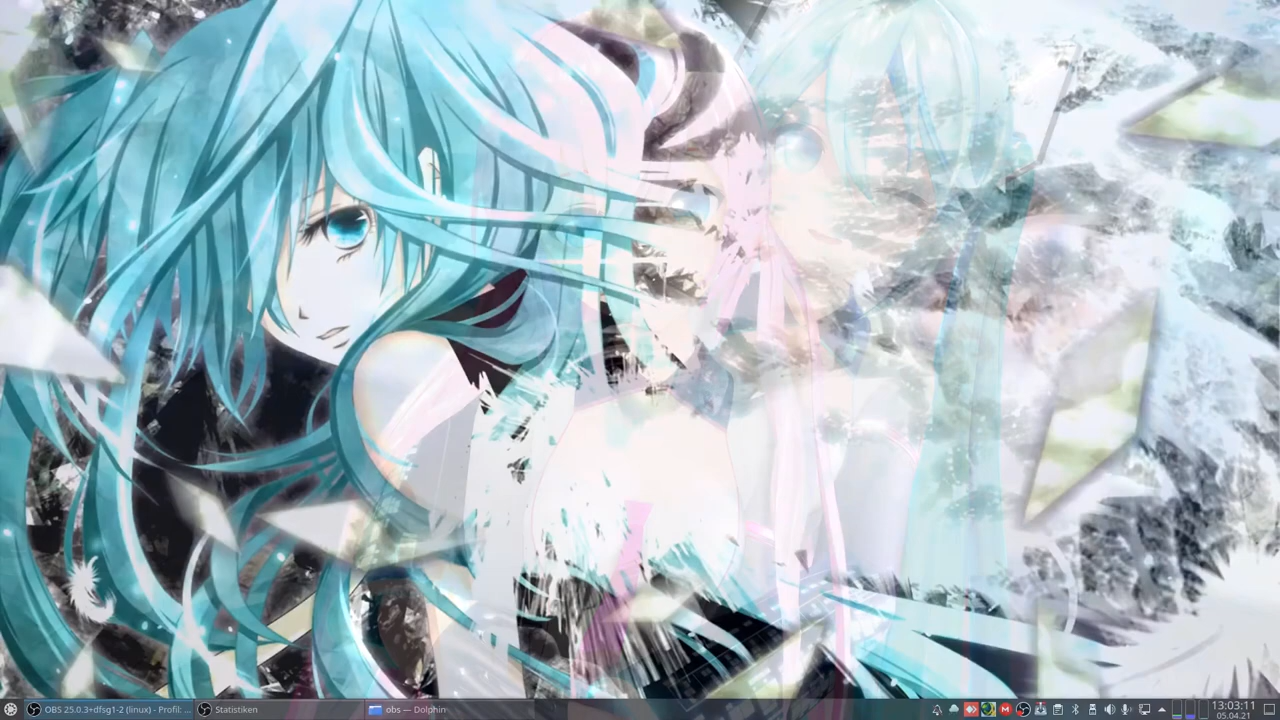 OBS 25.0.3+dfsg1-2 (linux) - Profil: ...
Statistiken
obs — Dolphin
13:03:11
05.04.21